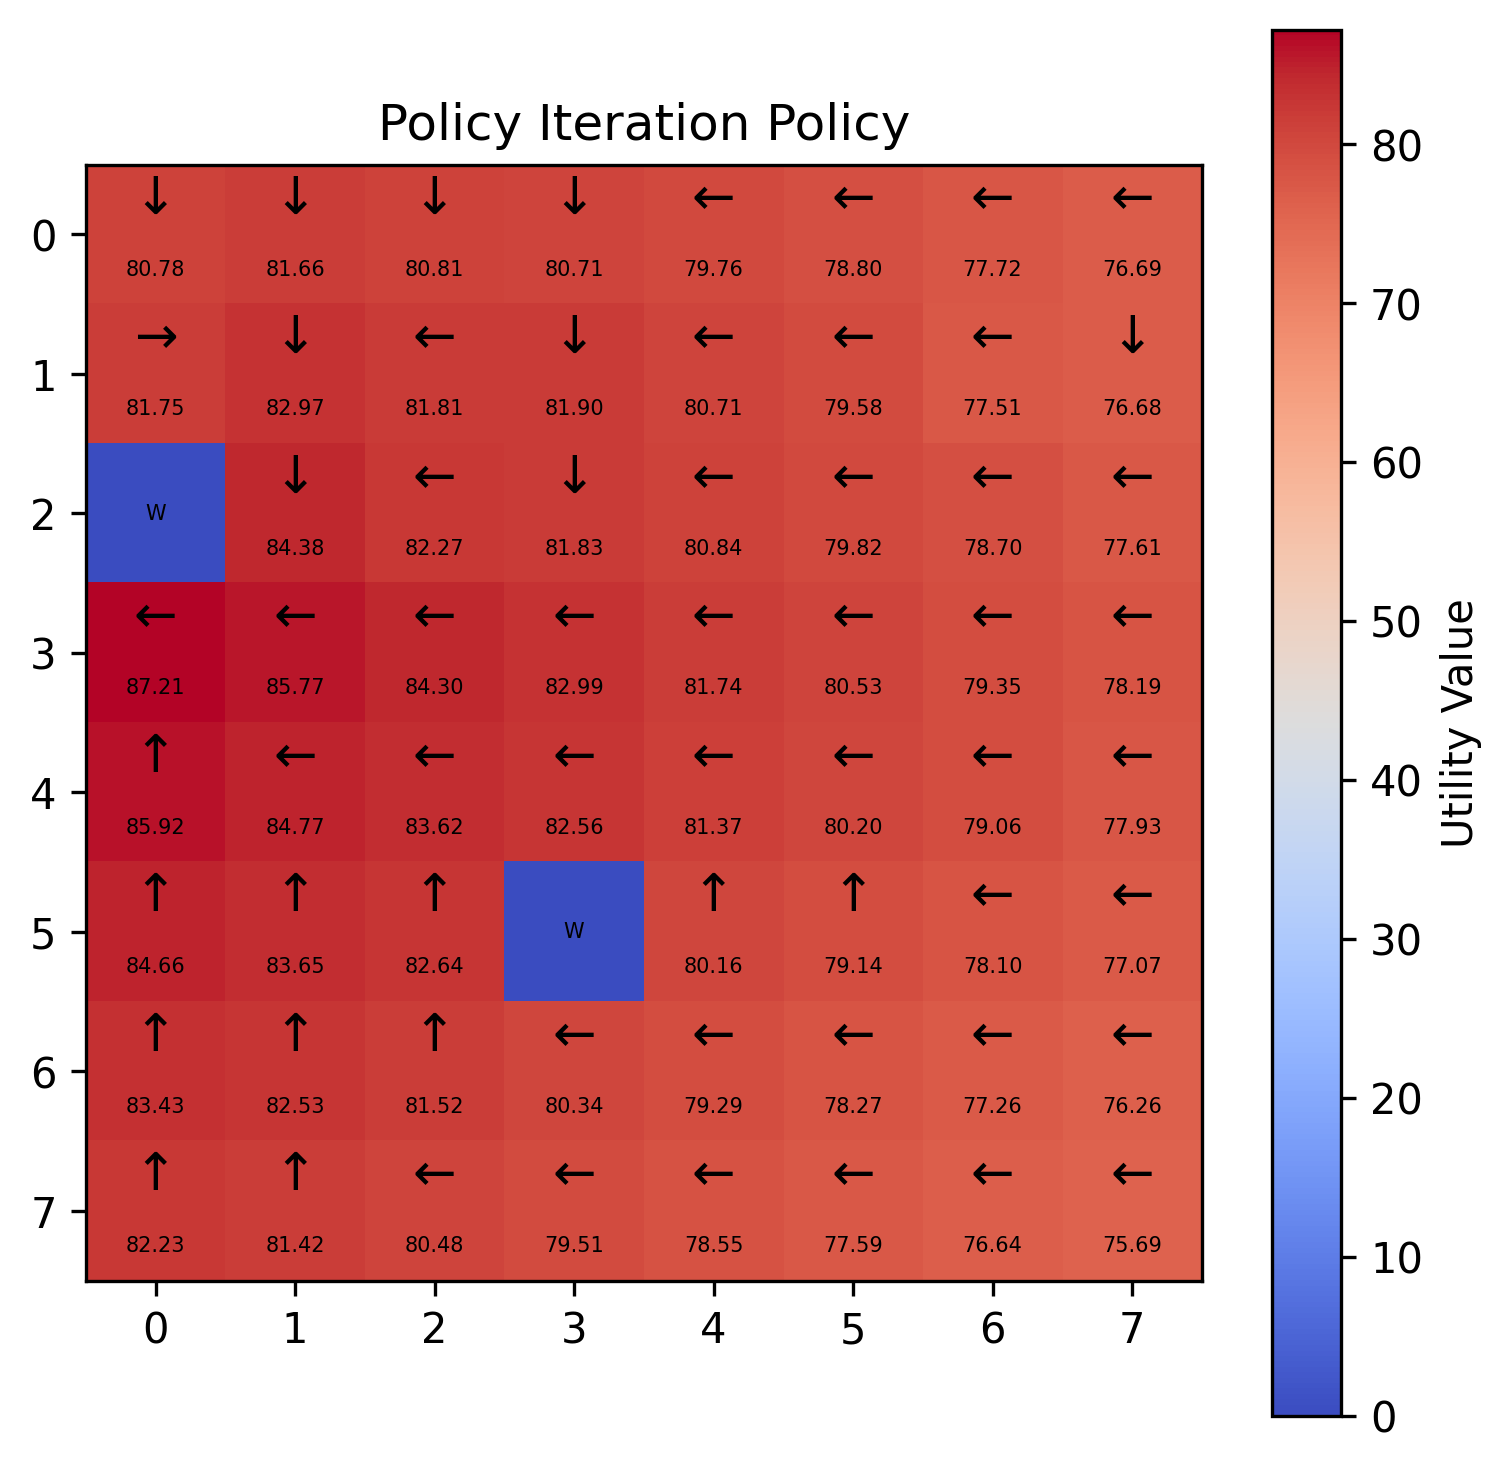 Policy Iteration Policy
↓ ↓ ↓ ↓ ← ← ← ←
0 80.78 81.66 80.81 80.71 79.76 78.80 77.72 76.69
→ ↓ ← ↓ ← ← ← ↓
1 81.75 82.97 81.81 81.90 80.71 79.58 77.51 76.68
↓ ← ↓ ← ← ← ←
2 W 84.38 82.27 81.83 80.84 79.82 78.70 77.61
← ← ← ← ← ← ← ←
3 87.21 85.77 84.30 82.99 81.74 80.53 79.35 78.19
↑ ← ← ← ← ← ← ←
4 85.92 84.77 83.62 82.56 81.37 80.20 79.06 77.93
↑ ↑ ↑ ↑ ↑ ← ←
5 84.66 83.65 82.64 W 80.16 79.14 78.10 77.07
↑ ↑ ↑ ← ← ← ← ←
6 83.43 82.53 81.52 80.34 79.29 78.27 77.26 76.26
↑ ↑ ← ← ← ← ← ←
7 82.23 81.42 80.48 79.51 78.55 77.59 76.64 75.69
0 1 2 3 4 5 6 7
80
70
60
50
40
30
20
10
0
Utility Value